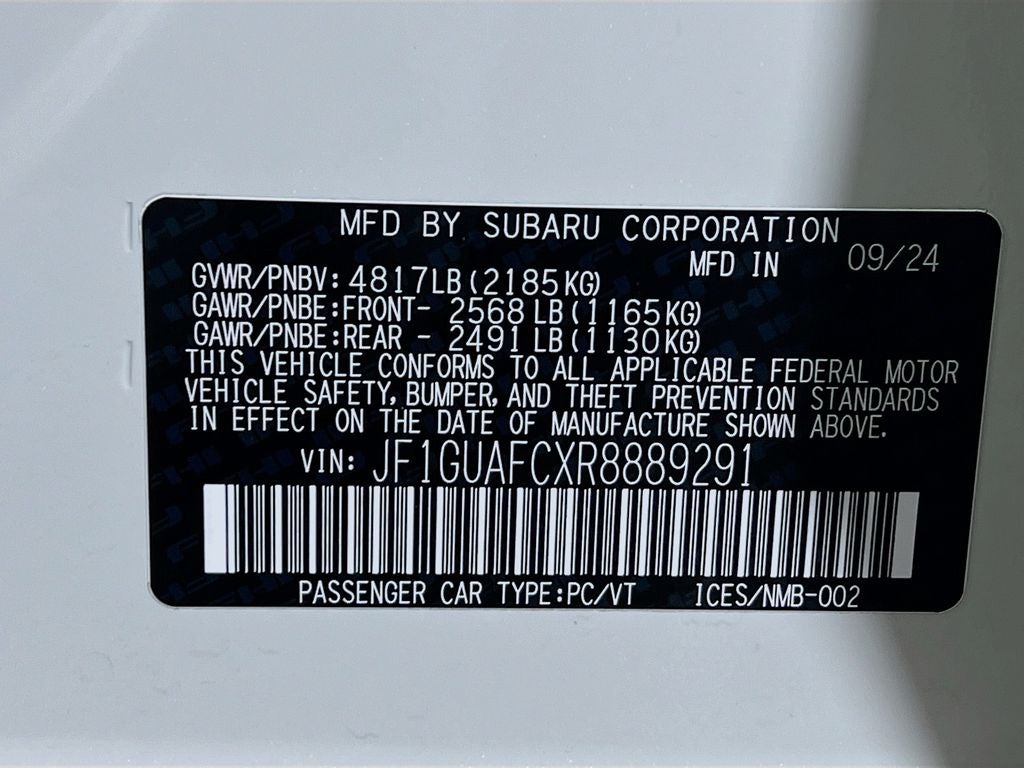 MFD BY SUBARU CORPORATION
MFD IN 09/24
GVWR/PNBV: 4817LB(2185KG)
GAWR/PNBE:FRONT- 2568LB(1165KG)
GAWR/PNBE:REAR - 2491LB(1130KG)
THIS VEHICLE CONFORMS TO ALL APPLICABLE FEDERAL MOTOR
VEHICLE SAFETY, BUMPER, AND THEFT PREVENTION STANDARDS
IN EFFECT ON THE DATE OF MANUFACTURE SHOWN ABOVE.
VIN: JF1GUAFCXR8889291
PASSENGER CAR TYPE:PC/VT ICES/NMB-002